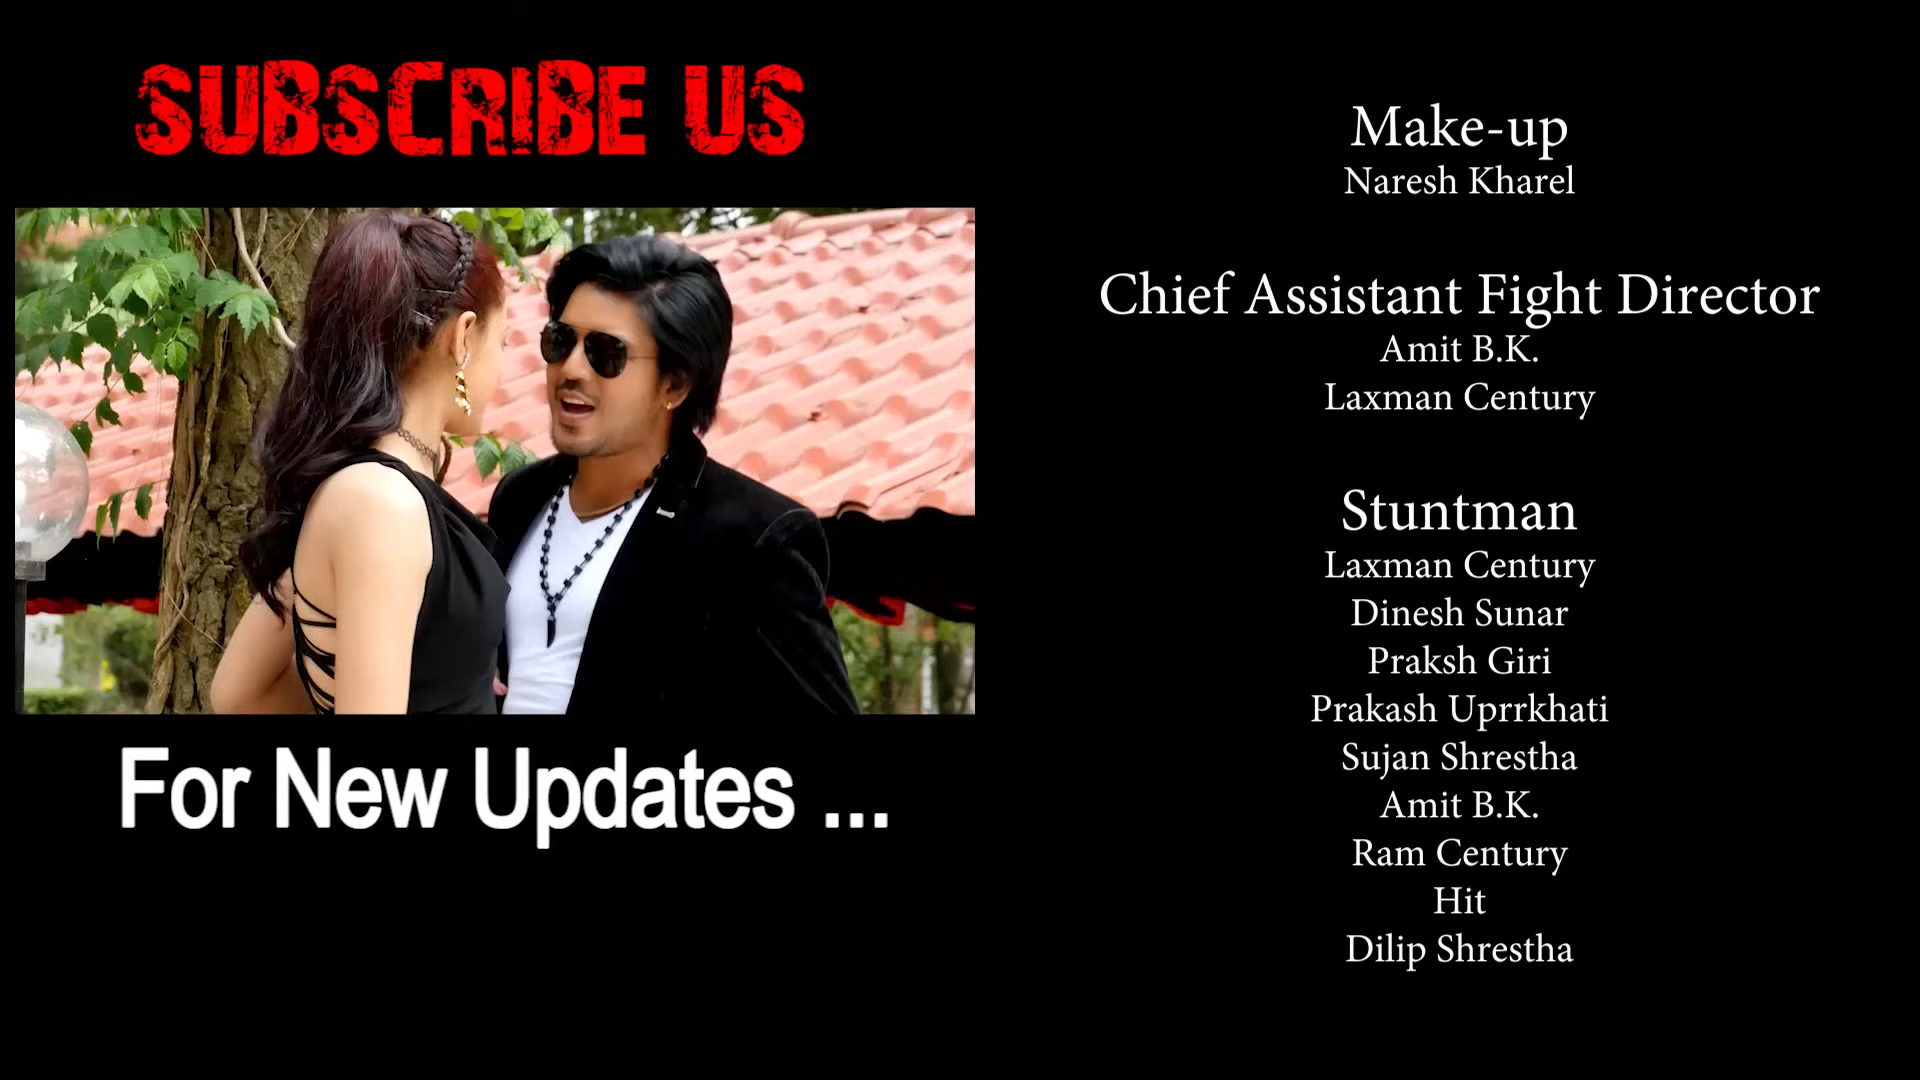 SUBSCRIBE US
For New Updates ...
Make-up
Naresh Kharel
Chief Assistant Fight Director
Amit B.K.
Laxman Century
Stuntman
Laxman Century
Dinesh Sunar
Praksh Giri
Prakash Uprrkhati
Sujan Shrestha
Amit B.K.
Ram Century
Hit
Dilip Shrestha